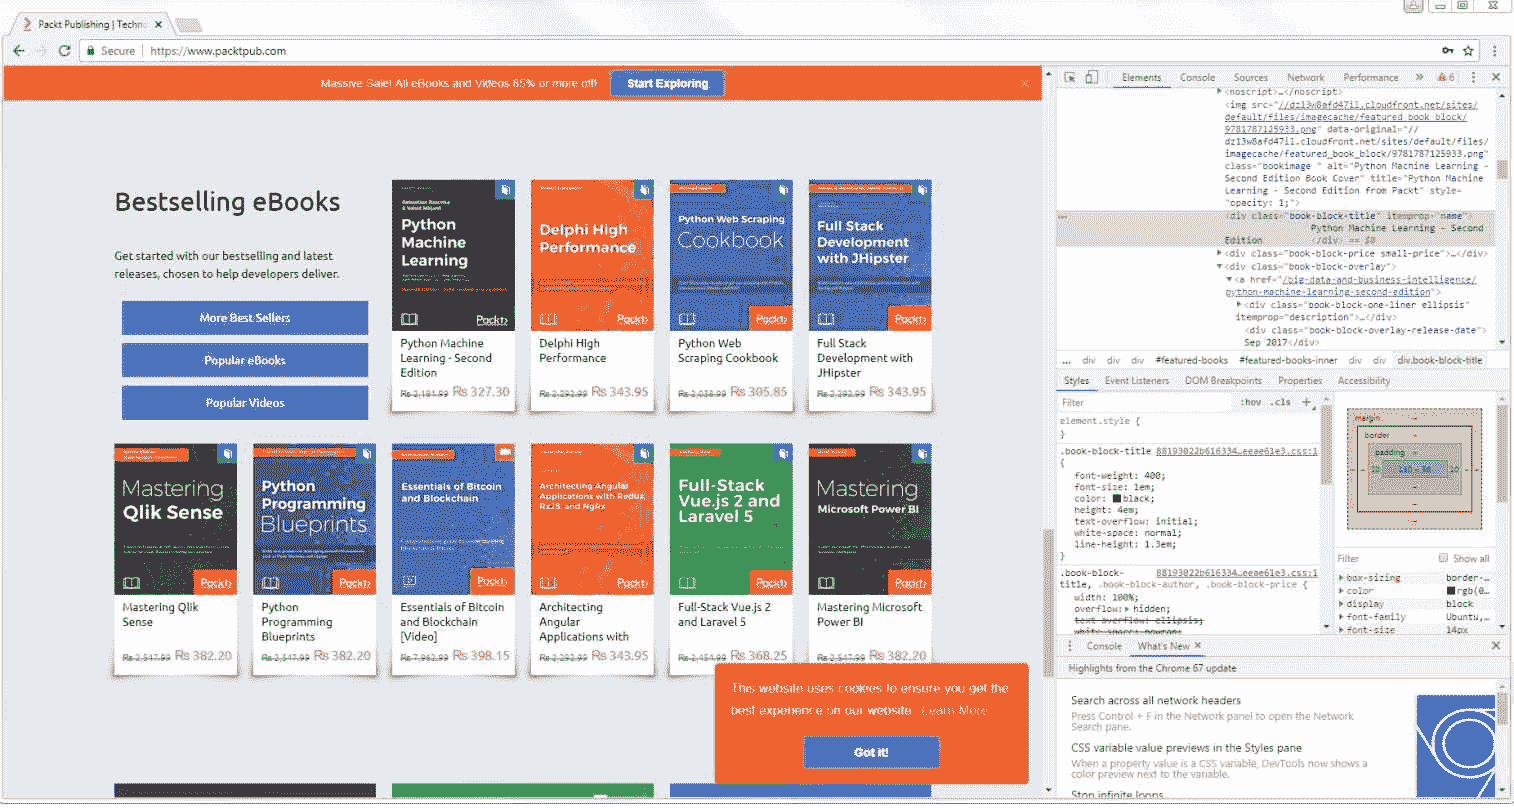 Packt Publishing | Techno
Secure
https://www.packtpub.com
Massive Sale! All eBooks and Videos 85% or more off!
Start Exploring
Bestselling eBooks
Get started with our bestselling and latest
releases, chosen to help developers deliver.
More Best Sellers
Popular eBooks
Popular Videos
Python
Machine
Learning
Packt>
Python Machine
Learning - Second
Edition
Rs 2,181.99 Rs 327.30
Delphi High
Performance
Packt>
Delphi High
Performance
Rs 2,292.99 Rs 343.95
Python Web Scraping
Cookbook
Packt>
Python Web
Scraping Cookbook
Rs 2,038.99 Rs 305.85
Full Stack
Development
with JHipster
Packt>
Full Stack
Development with
JHipster
Rs 2,292.99 Rs 343.95
Mastering
Qlik Sense
Packt>
Mastering Qlik
Sense
Rs 2,547.99 Rs 382.20
Python
Programming
Blueprints
Packt>
Python
Programming
Blueprints
Rs 2,547.99 Rs 382.20
Essentials of Bitcoin
and Blockchain
Packt>
Essentials of Bitcoin
and Blockchain
[Video]
Rs 7,962.99 Rs 398.15
Architecting Angular
Applications with Redux,
RxJS, and NgRx
Packt>
Architecting
Angular
Applications with
Rs 2,292.99 Rs 343.95
Full-Stack
Vue.js 2 and
Laravel 5
Packt>
Full-Stack Vue.js 2
and Laravel 5
Rs 2,454.99 Rs 368.25
Mastering
Microsoft Power BI
Packt>
Mastering Microsoft
Power BI
Rs 2,547.99 Rs 382.20
This website uses cookies to ensure you get the
best experience on our website. Learn More
Got it!
Elements Console Sources Network Performance » 6
<noscript>…</noscript>
<img src="//dz13w8afd47il.cloudfront.net/sites/
default/files/imagecache/featured_book_block/
9781787125933.png" data-original="//
dz13w8afd47il.cloudfront.net/sites/default/files/
imagecache/featured_book_block/9781787125933.png"
class="bookimage " alt="Python Machine Learning -
Second Edition Book Cover" title="Python Machine
Learning - Second Edition from Packt" style=
"opacity: 1;">
<div class="book-block-title" itemprop="name">
Python Machine Learning - Second
Edition </div> == $0
<div class="book-block-price small-price">…</div>
<div class="book-block-overlay">
<a href="/big-data-and-business-intelligence/
python-machine-learning-second-edition">
<div class="book-block-one-liner ellipsis"
itemprop="description">…</div>
<div class="book-block-overlay-release-date">
Sep 2017</div>
... div div div #featured-books #featured-books-inner div div div.book-block-title
Styles Event Listeners DOM Breakpoints Properties Accessibility
Filter :hov .cls +
element.style {
}
.book-block-title 88193022b616334…eeae61e3.css:1
{
font-weight: 400;
font-size: 1em;
color: black;
height: 4em;
text-overflow: initial;
white-space: normal;
line-height: 1.3em;
}
.book-block- 88193022b616334…eeae61e3.css:1
title, .book-block-author, .book-block-price {
width: 100%;
overflow: hidden;
text-overflow: ellipsis;
white-space: nowrap;
margin
border
padding
10
10
Filter Show all
box-sizing border-…
color rgb(0…
display block
font-family Ubuntu,…
font-size 14px
Console What's New
Highlights from the Chrome 67 update
Search across all network headers
Press Control + F in the Network panel to open the Network
Search pane.
CSS variable value previews in the Styles pane
When a property value is a CSS variable, DevTools now shows a
color preview next to the variable.
Stop infinite loops